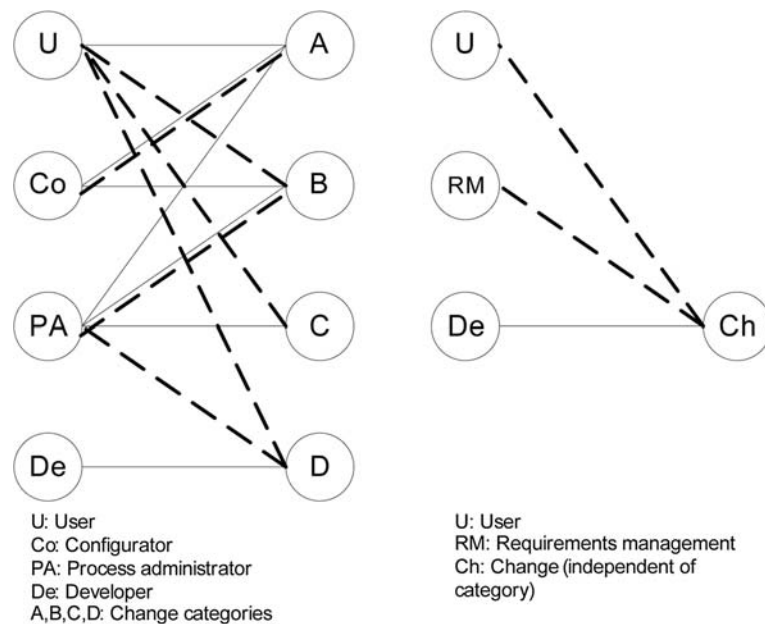 U
A
Co
B
PA
C
De
D
U: User
Co: Configurator
PA: Process administrator
De: Developer
A,B,C,D: Change categories
U
RM
De
Ch
U: User
RM: Requirements management
Ch: Change (independent of
category)